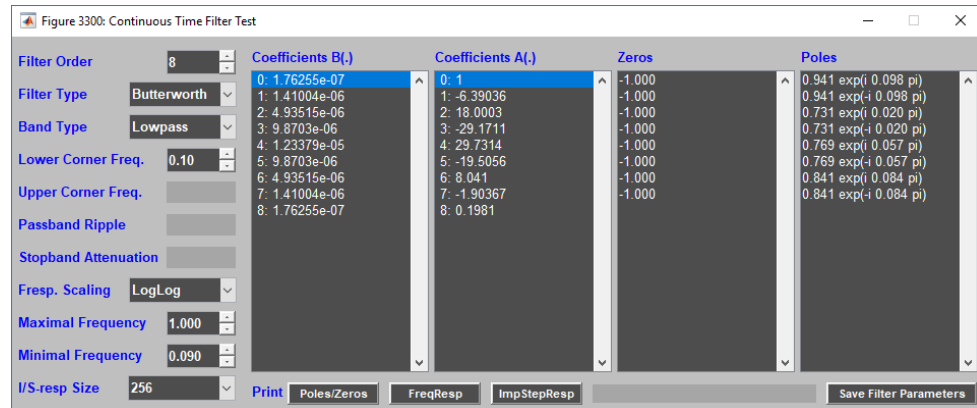 Figure 3300: Continuous Time Filter Test
Filter Order 8
Filter Type Butterworth
Band Type Lowpass
Lower Corner Freq. 0.10
Upper Corner Freq.
Passband Ripple
Stopband Attenuation
Fresp. Scaling LogLog
Maximal Frequency 1.000
Minimal Frequency 0.090
I/S-resp Size 256
Coefficients B(.)
0: 1.76255e-07
1: 1.41004e-06
2: 4.93515e-06
3: 9.8703e-06
4: 1.23379e-05
5: 9.8703e-06
6: 4.93515e-06
7: 1.41004e-06
8: 1.76255e-07
Coefficients A(.)
0: 1
1: -6.39036
2: 18.0003
3: -29.1711
4: 29.7314
5: -19.5056
6: 8.041
7: -1.90367
8: 0.1981
Zeros
-1.000
-1.000
-1.000
-1.000
-1.000
-1.000
-1.000
-1.000
Poles
0.941 exp(i 0.098 pi)
0.941 exp(-i 0.098 pi)
0.731 exp(i 0.020 pi)
0.731 exp(-i 0.020 pi)
0.769 exp(i 0.057 pi)
0.769 exp(-i 0.057 pi)
0.841 exp(i 0.084 pi)
0.841 exp(-i 0.084 pi)
Print Poles/Zeros FreqResp ImpStepResp Save Filter Parameters